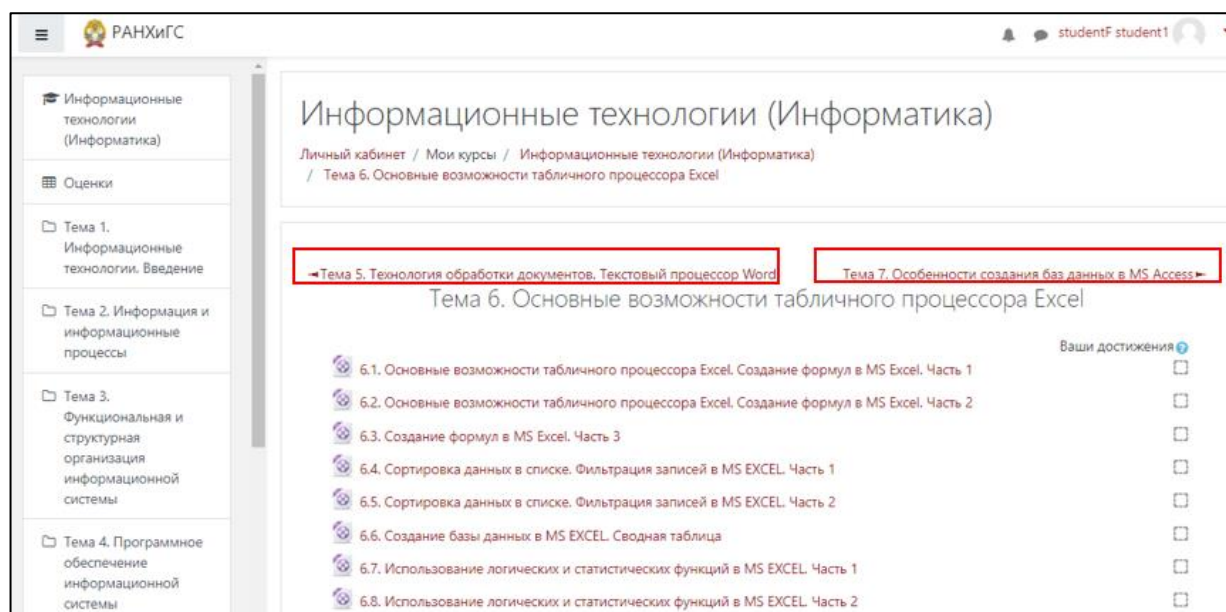 РАНХиГС
studentF student1
Информационные
технологии
(Информатика)
Оценки
Тема 1.
Информационные
технологии. Введение
Тема 2. Информация и
информационные
процессы
Тема 3.
Функциональная и
структурная
организация
информационной
системы
Тема 4. Программное
обеспечение
информационной
системы
Информационные технологии (Информатика)
Личный кабинет / Мои курсы / Информационные технологии (Информатика)
/ Тема 6. Основные возможности табличного процессора Excel
◄Тема 5. Технология обработки документов. Текстовый процессор Word
Тема 7. Особенности создания баз данных в MS Access►
Тема 6. Основные возможности табличного процессора Excel
Ваши достижения
6.1. Основные возможности табличного процессора Excel. Создание формул в MS Excel. Часть 1
6.2. Основные возможности табличного процессора Excel. Создание формул в MS Excel. Часть 2
6.3. Создание формул в MS Excel. Часть 3
6.4. Сортировка данных в списке. Фильтрация записей в MS EXCEL. Часть 1
6.5. Сортировка данных в списке. Фильтрация записей в MS EXCEL. Часть 2
6.6. Создание базы данных в MS EXCEL. Сводная таблица
6.7. Использование логических и статистических функций в MS EXCEL. Часть 1
6.8. Использование логических и статистических функций в MS EXCEL. Часть 2